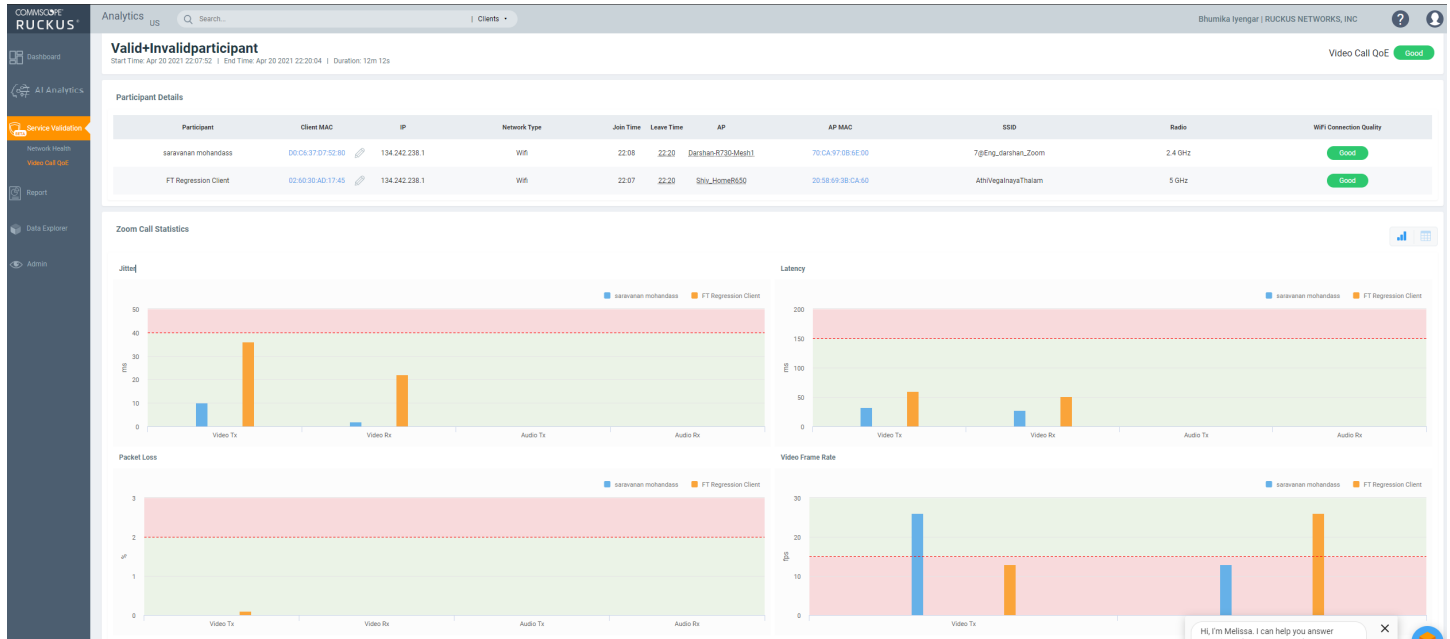 COMMSCOPE
RUCKUS
Analytics US
Search...
| Clients
Bhumika Iyengar | RUCKUS NETWORKS, INC
?
Dashboard
AI Analytics
Service Validation
BETA
Network Health
Video Call QoE
Report
Data Explorer
Admin
Valid+Invalidparticipant
Start Time: Apr 20 2021 22:07:52 | End Time: Apr 20 2021 22:20:04 | Duration: 12m 12s
Video Call QoE Good
Participant Details
Participant Client MAC IP Network Type Join Time Leave Time AP AP MAC SSID Radio WiFi Connection Quality
saravanan mohandass D0:C6:37:D7:52:80 134.242.238.1 Wifi 22:08 22:20 Darshan-R730-Mesh1 70:CA:97:0B:6E:00 7@Eng_darshan_Zoom 2.4 GHz Good
FT Regression Client 02:60:30:AD:17:45 134.242.238.1 Wifi 22:07 22:20 Shiv_HomeR650 20:58:69:3B:CA:60 AthiVegaInayaThalam 5 GHz Good
Zoom Call Statistics
Jitter
saravanan mohandass FT Regression Client
50
40
30
20
10
0
ms
Video Tx Video Rx Audio Tx Audio Rx
Latency
saravanan mohandass FT Regression Client
200
150
100
50
0
ms
Video Tx Video Rx Audio Tx Audio Rx
Packet Loss
saravanan mohandass FT Regression Client
3
2
1
0
%
Video Tx Video Rx Audio Tx Audio Rx
Video Frame Rate
saravanan mohandass FT Regression Client
30
20
10
0
fps
Video Tx
Hi, I'm Melissa. I can help you answer